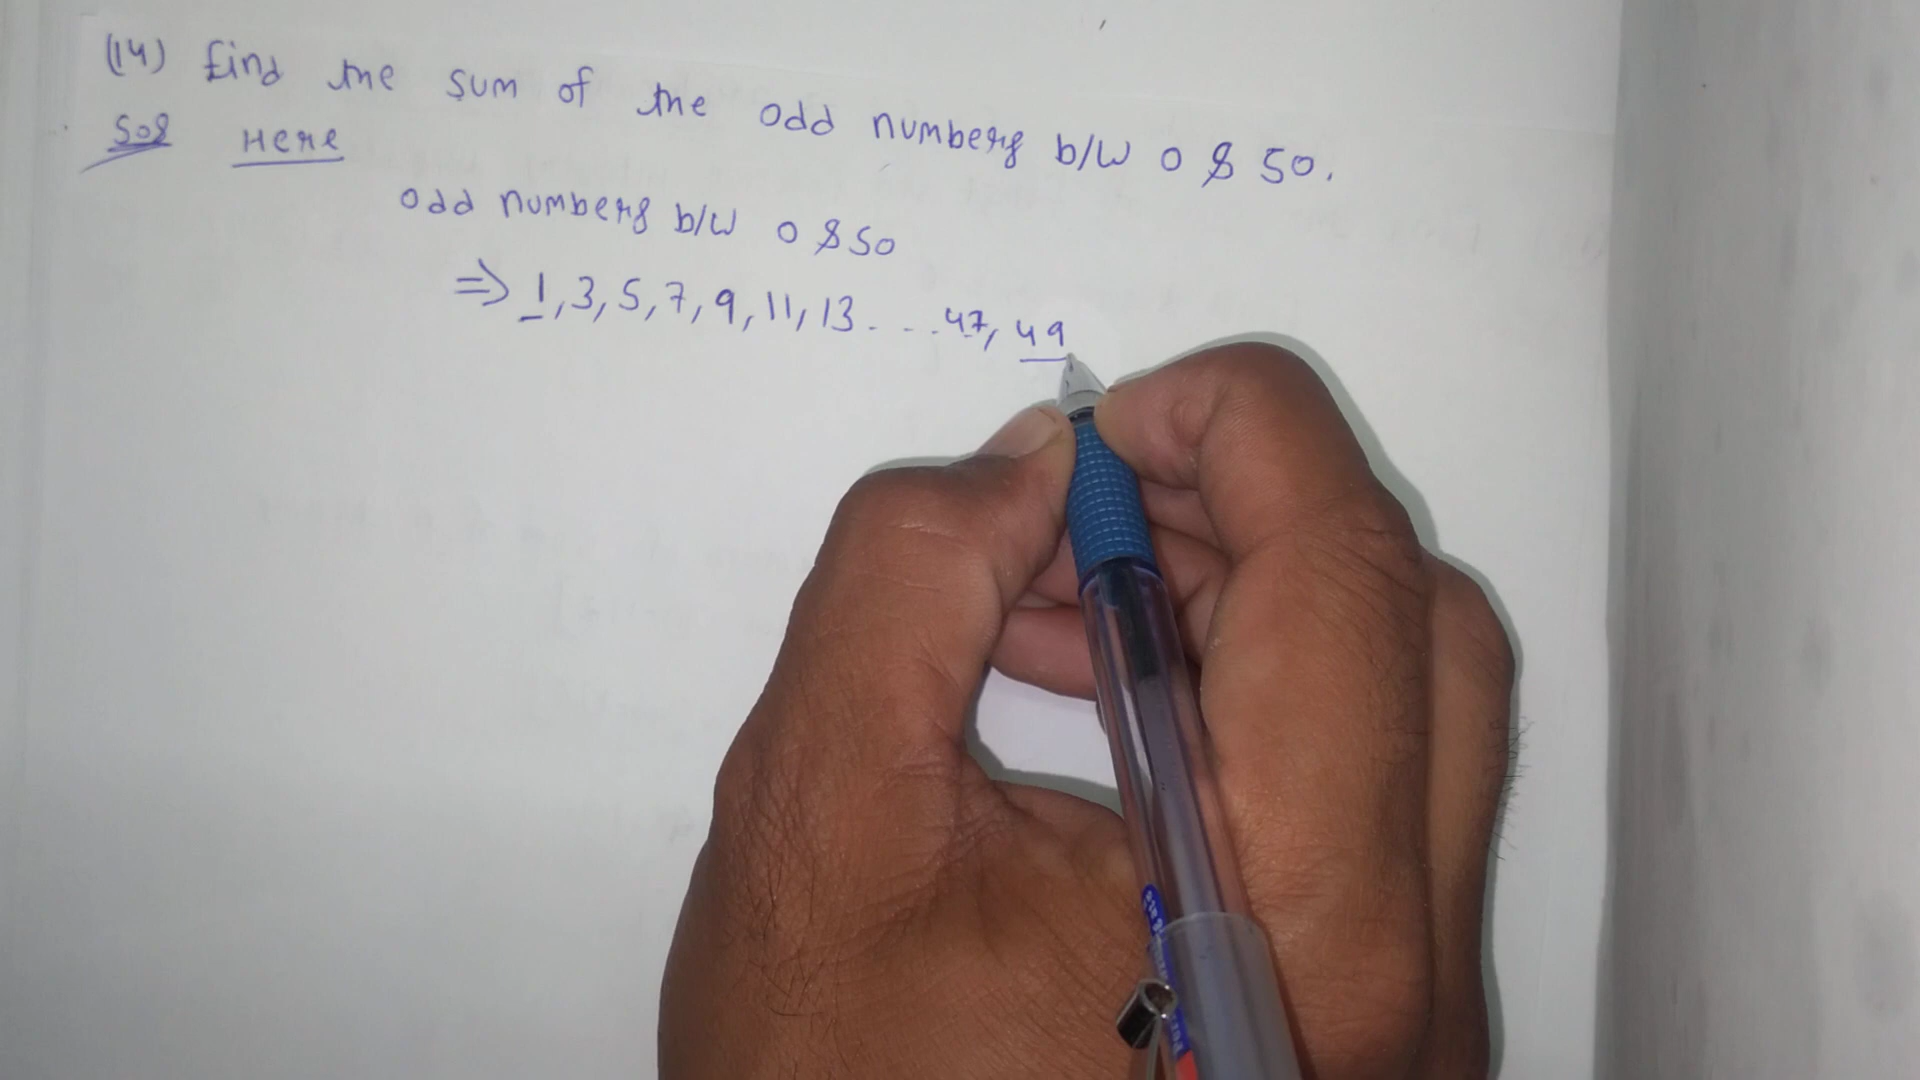 (14) Find the sum of the odd numbers b/w 0 & 50.
Sol Here
odd numbers b/w 0 & 50
⇒ 1, 3, 5, 7, 9, 11, 13 . . . 47, 49